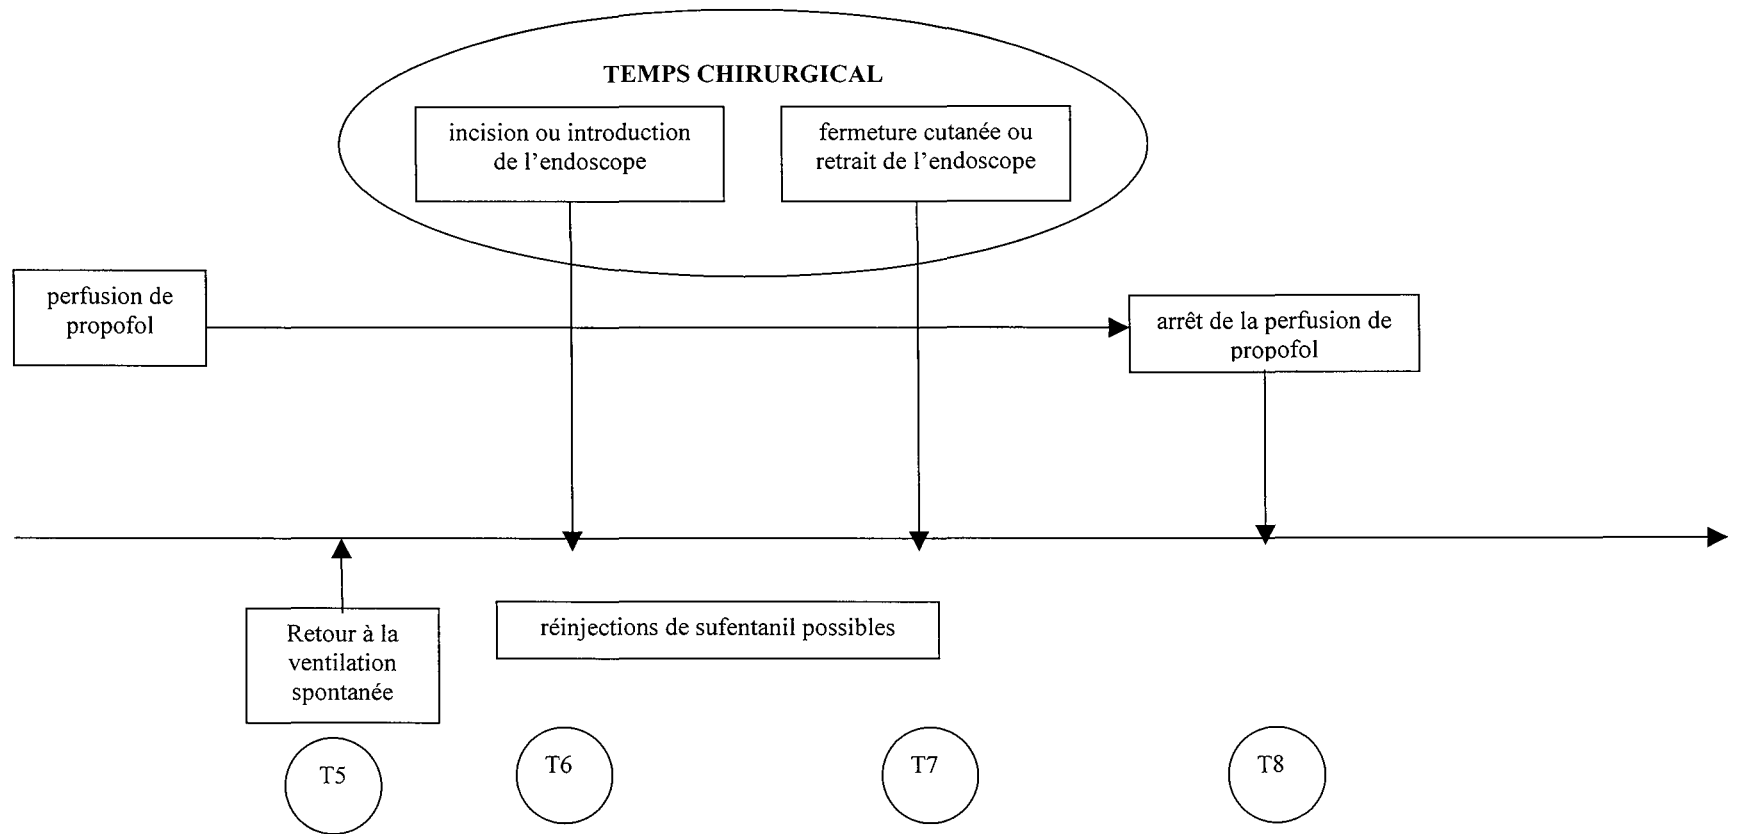 TEMPS CHIRURGICAL
incision ou introduction
de l'endoscope
fermeture cutanée ou
retrait de l'endoscope
perfusion de
propofol
arrêt de la perfusion de
propofol
Retour à la
ventilation
spontanée
réinjections de sufentanil possibles
T5
T6
T7
T8